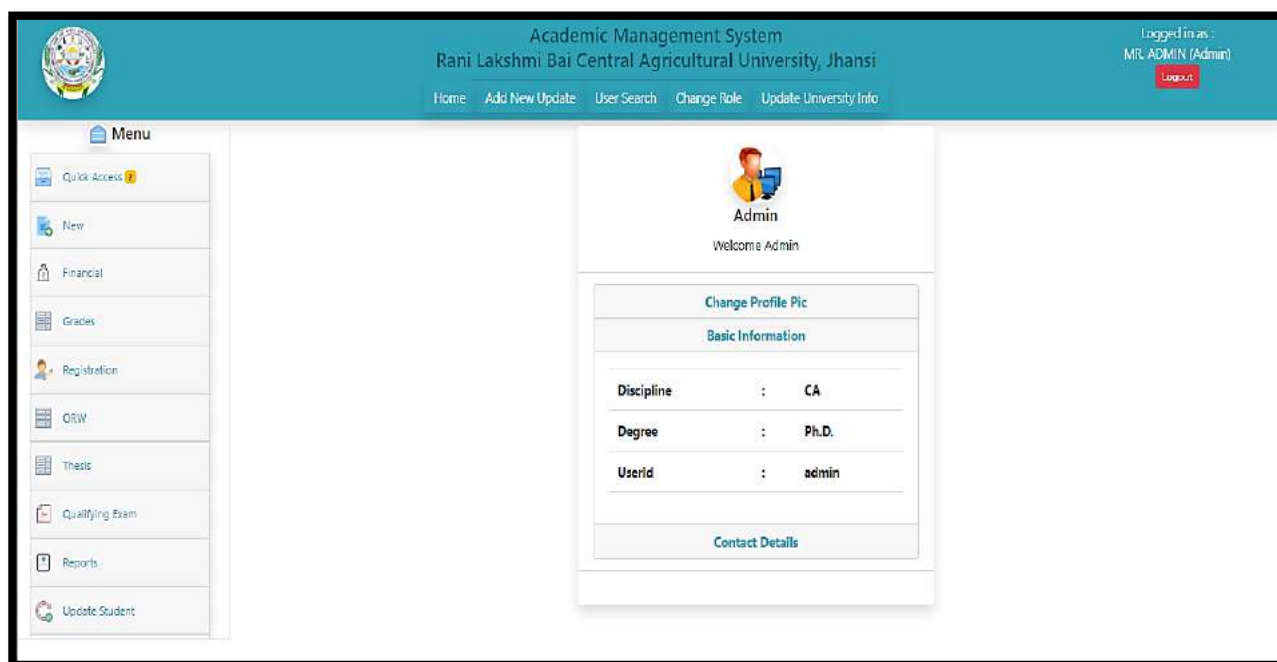 Academic Management System
Rani Lakshmi Bai Central Agricultural University, Jhansi
Logged in as :
MR. ADMIN (Admin)
Logout
Home Add New Update User Search Change Role Update University Info
Menu
Quick Access 2
New
Financial
Grades
Registration
ORW
Thesis
Qualifying Exam
Reports
Update Student
Admin
Welcome Admin
Change Profile Pic
Basic Information
Discipline : CA
Degree : Ph.D.
UserId : admin
Contact Details